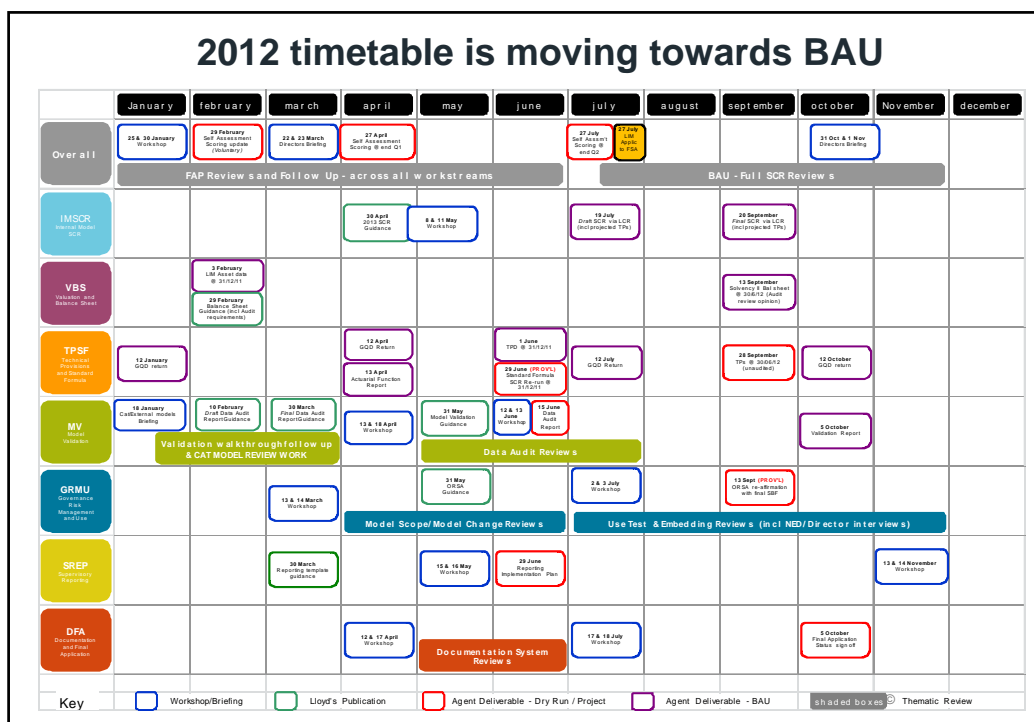 2012 timetable is moving towards BAU
January february march april may june july august september october November december
Overall
25 & 30 January
Workshop
29 February
Self Assessment
Scoring update
(Voluntary)
22 & 23 March
Directors Briefing
27 April
Self Assessment
Scoring @ end Q1
27 July
Self Assm't
Scoring @
end Q2
27 July
LIM
Applic
to FSA
31 Oct & 1 Nov
Directors Briefing
FAP Reviews and Follow Up - across all workstreams
BAU - Full SCR Reviews
IMSCR
Internal Model
SCR
30 April
2013 SCR
Guidance
8 & 11 May
Workshop
19 July
Draft SCR via LCR
(incl projected TPs)
20 September
Final SCR via LCR
(incl projected TPs)
VBS
Valuation and
Balance Sheet
3 February
LIM Asset data
@ 31/12/11
29 February
Balance Sheet
Guidance (incl Audit
requirements)
13 September
Solvency II Bal sheet
@ 30/6/12 (Audit
review opinion)
TPSF
Technical
Provisions
and Standard
Formula
12 January
GQD return
12 April
GQD Return
13 April
Actuarial Function
Report
1 June
TPD @ 31/12/11
29 June (PROV'L)
Standard Formula
SCR Re-run @
31/12/11
12 July
GQD Return
28 September
TPs @ 30/06/12
(unaudited)
12 October
GQD return
MV
Model
Validation
18 January
Cat/External models
Briefing
10 February
Draft Data Audit
Report Guidance
30 March
Final Data Audit
Report Guidance
13 & 18 April
Workshop
31 May
Model Validation
Guidance
12 & 13
June
Workshop
15 June
Data
Audit
Report
5 October
Validation Report
Validation walkthrough follow up
& CAT MODEL REVIEW WORK
Data Audit Reviews
GRMU
Governance
Risk
Management
and Use
13 & 14 March
Workshop
31 May
ORSA
Guidance
2 & 3 July
Workshop
13 Sept (PROV'L)
ORSA re-affirmation
with final SBF
Model Scope/Model Change Reviews
Use Test & Embedding Reviews (incl NED/Director interviews)
SREP
Supervisory
Reporting
30 March
Reporting template
guidance
15 & 16 May
Workshop
29 June
Reporting
Implementation Plan
13 & 14 November
Workshop
DFA
Documentation
and Final
Application
12 & 17 April
Workshop
Documentation System
Reviews
17 & 18 July
Workshop
5 October
Final Application
Status sign off
Key
Workshop/Briefing
Lloyd's Publication
Agent Deliverable - Dry Run / Project
Agent Deliverable - BAU
shaded boxes
©
Thematic Review